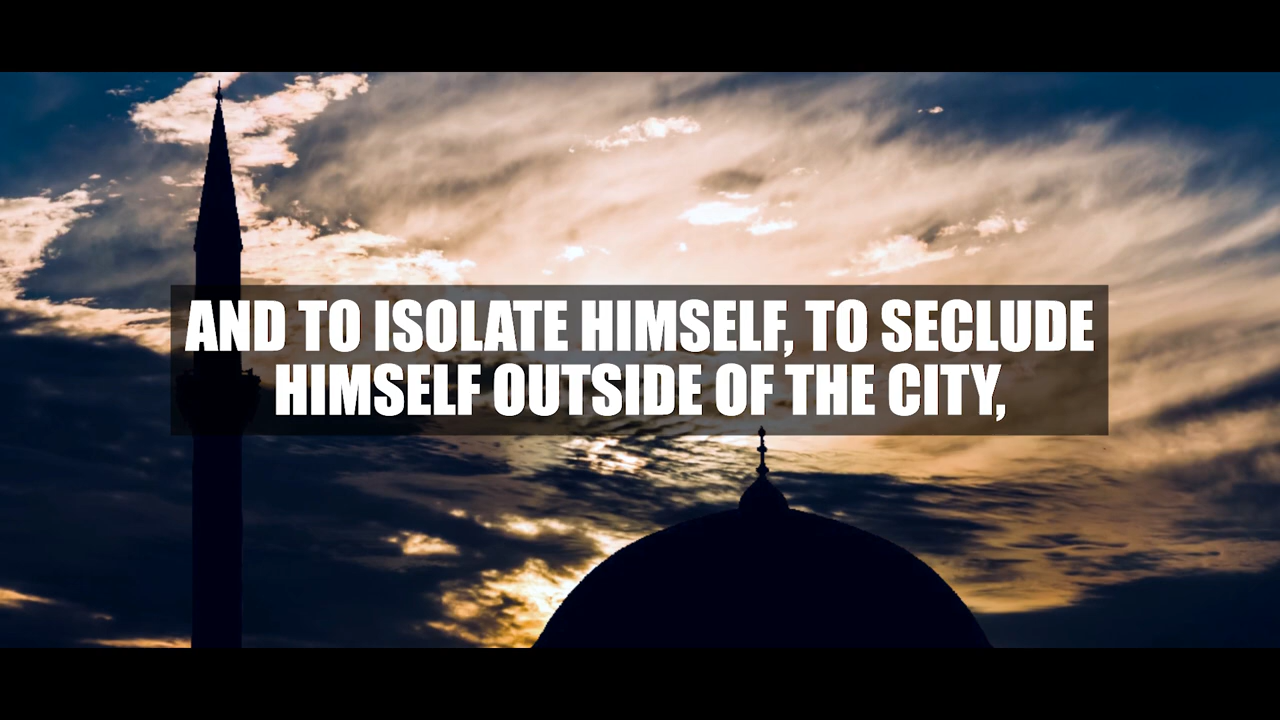 AND TO ISOLATE HIMSELF, TO SECLUDE
HIMSELF OUTSIDE OF THE CITY,